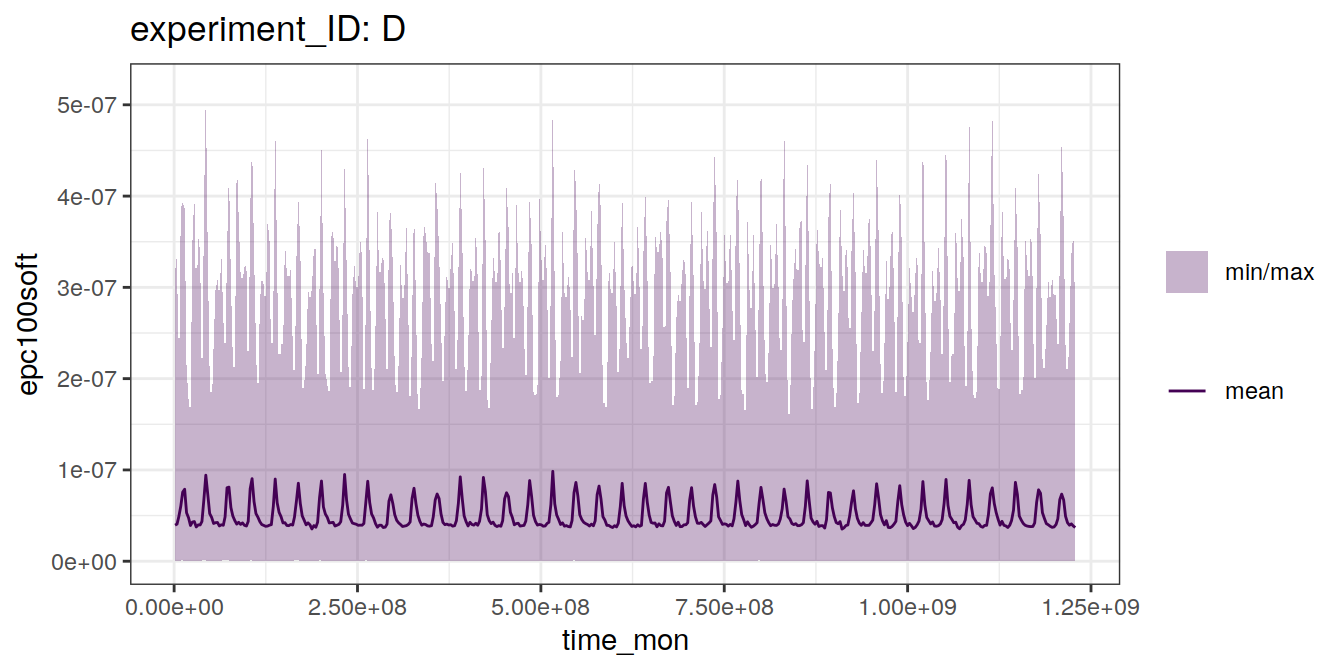 experiment_ID: D
epc100soft
5e-07
4e-07
3e-07
2e-07
1e-07
0e+00
0.00e+00 2.50e+08 5.00e+08 7.50e+08 1.00e+09 1.25e+09
time_mon
min/max
mean